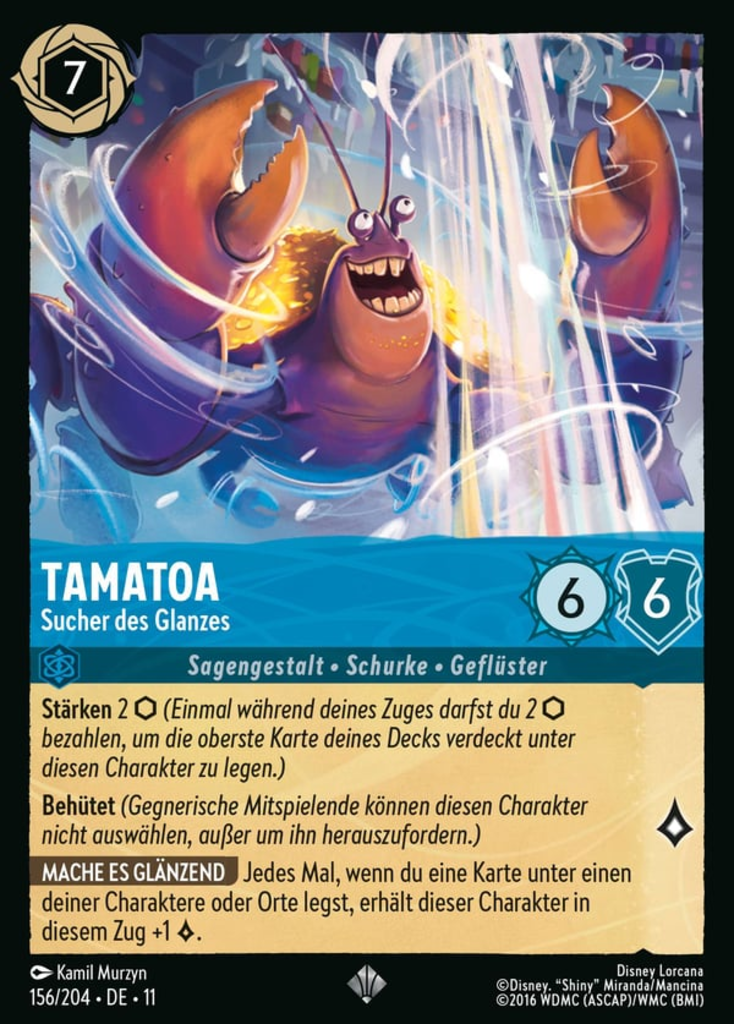 7
TAMATOA
Sucher des Glanzes
6
6
Sagengestalt • Schurke • Geflüster
Stärken 2 ⬡ (Einmal während deines Zuges darfst du 2 ⬡
bezahlen, um die oberste Karte deines Decks verdeckt unter
diesen Charakter zu legen.)
Behütet (Gegnerische Mitspielende können diesen Charakter
nicht auswählen, außer um ihn herauszufordern.)
MACHE ES GLÄNZEND Jedes Mal, wenn du eine Karte unter einen
deiner Charaktere oder Orte legst, erhält dieser Charakter in
diesem Zug +1 ◊.
Kamil Murzyn
156/204 • DE • 11
Disney Lorcana
©Disney. "Shiny" Miranda/Mancina
©2016 WDMC (ASCAP)/WMC (BMI)